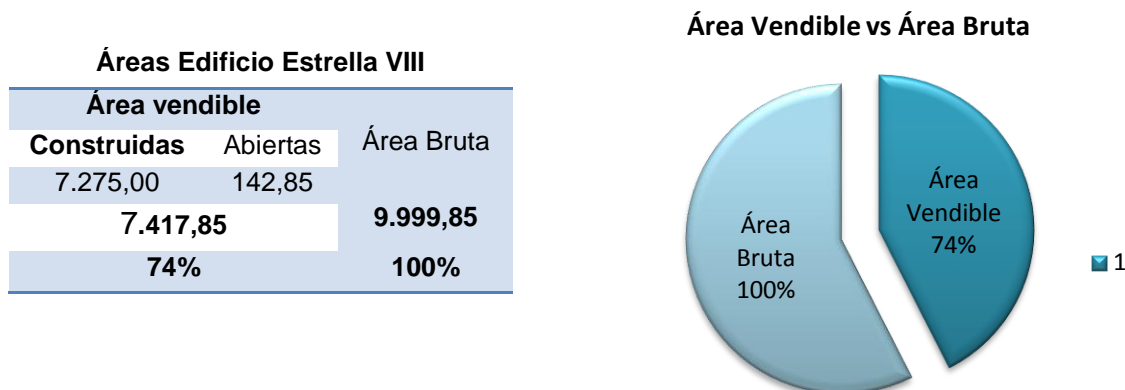 Áreas Edificio Estrella VIII
Área vendible
Construidas Abiertas Área Bruta
7.275,00 142,85
7.417,85 9.999,85
74% 100%
Área Vendible vs Área Bruta
Área
Vendible
74%
Área
Bruta
100%
1